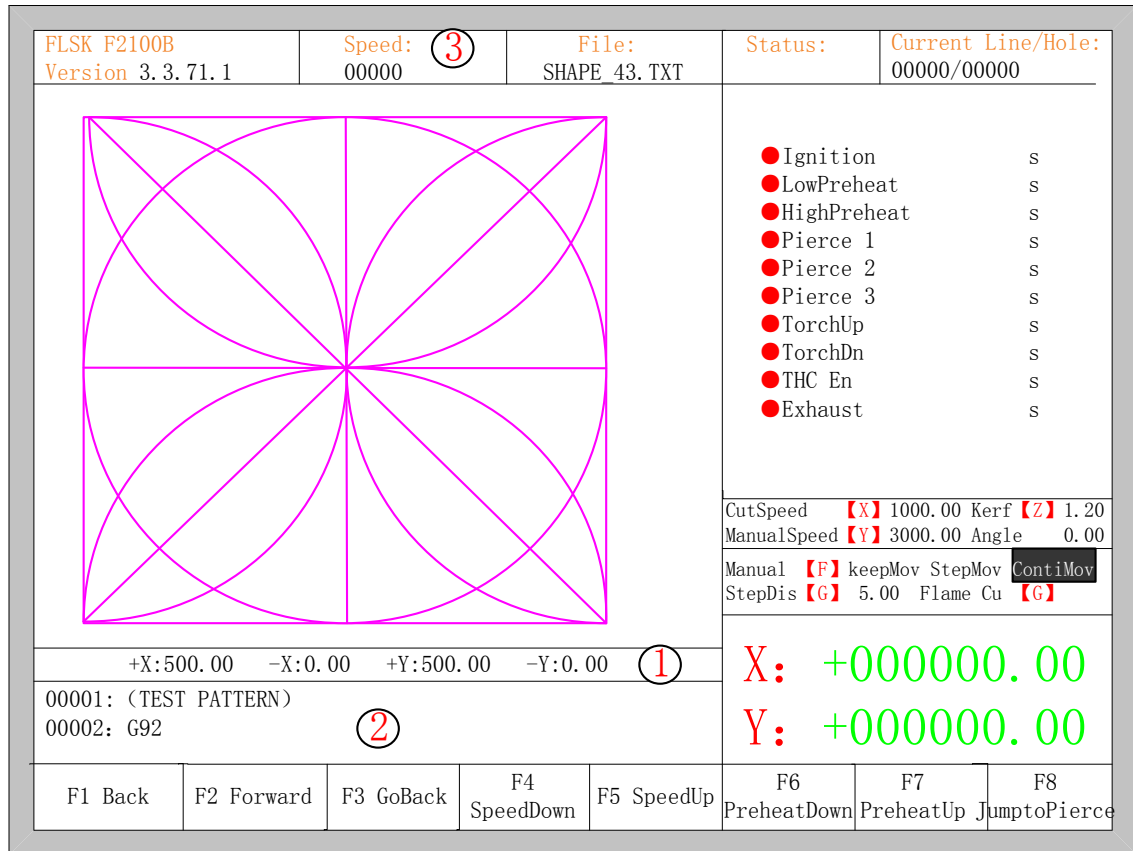 FLSK F2100B
Version 3.3.71.1
Speed: ③
00000
File:
SHAPE_43.TXT
Status:
Current Line/Hole:
00000/00000
Ignition s
LowPreheat s
HighPreheat s
Pierce 1 s
Pierce 2 s
Pierce 3 s
TorchUp s
TorchDn s
THC En s
Exhaust s
CutSpeed 【X】 1000.00 Kerf 【Z】 1.20
ManualSpeed 【Y】 3000.00 Angle 0.00
Manual 【F】 keepMov StepMov ContiMov
StepDis 【G】 5.00 Flame Cu 【G】
+X:500.00 -X:0.00 +Y:500.00 -Y:0.00 ①
00001: (TEST PATTERN)
00002: G92 ②
X: +000000.00
Y: +000000.00
F1 Back
F2 Forward
F3 GoBack
F4
SpeedDown
F5 SpeedUp
F6
PreheatDown
F7
PreheatUp
F8
JumptoPierce